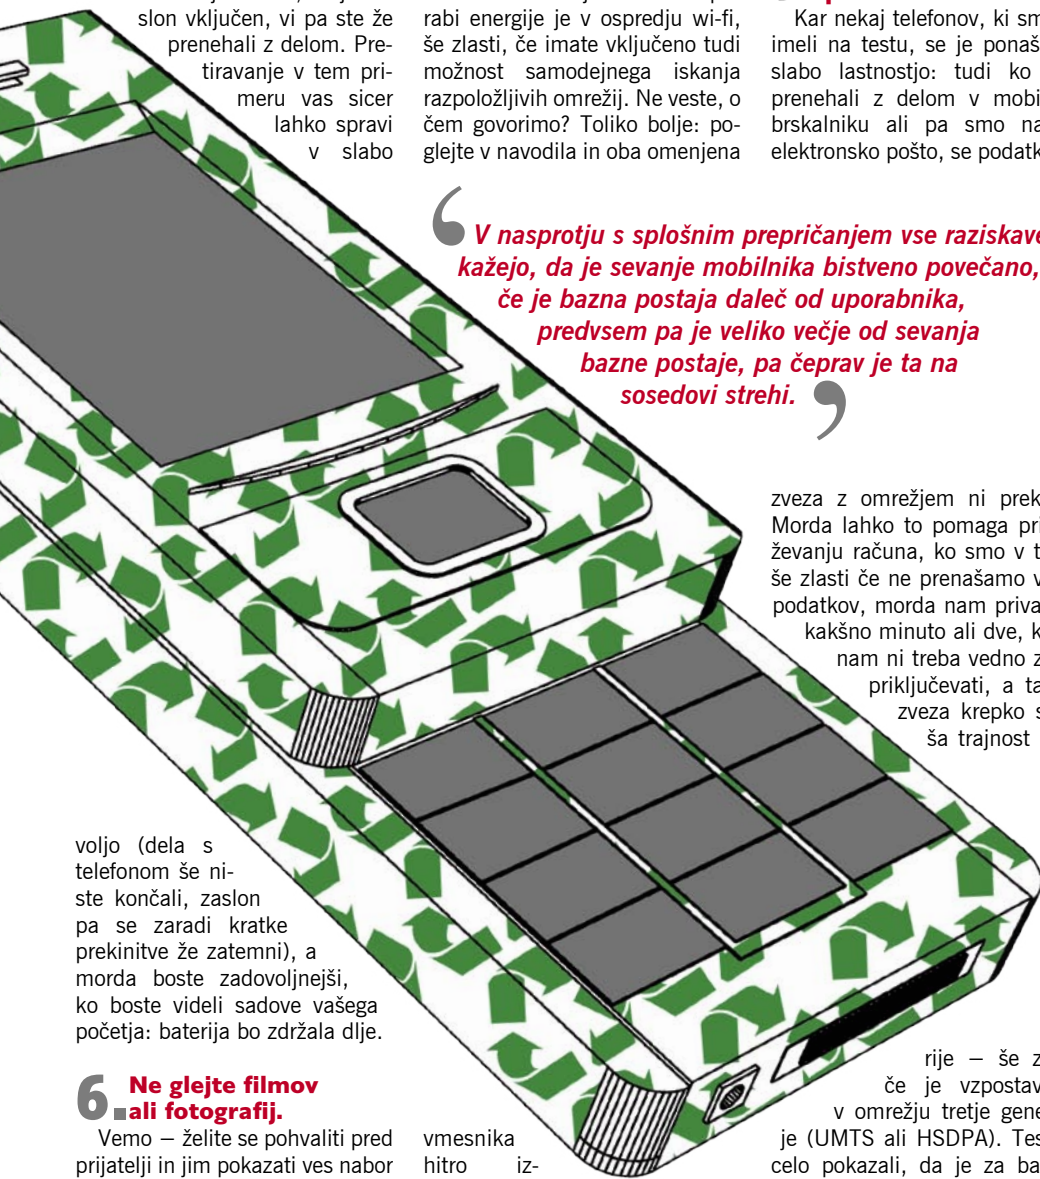 slon vključen, vi pa ste že
prenehali z delom. Pre-
tiravanje v tem pri-
meru vas sicer
lahko spravi
v slabo
voljo (dela s
telefonom še ni-
ste končali, zaslon
pa se zaradi kratke
prekinitve že zatemni), a
morda boste zadovoljnejši,
ko boste videli sadove vašega
početja: baterija bo zdržala dlje.
6. Ne glejte filmov
ali fotografij.
Vemo – želite se pohvaliti pred
prijatelji in jim pokazati ves nabor
rabi energije je v ospredju wi-fi,
še zlasti, če imate vključeno tudi
možnost samodejnega iskanja
razpoložljivih omrežij. Ne veste, o
čem govorimo? Toliko bolje: po-
glejte v navodila in oba omenjena
‘V nasprotju s splošnim prepričanjem vse raziskave
kažejo, da je sevanje mobilnika bistveno povečano,
če je bazna postaja daleč od uporabnika,
predvsem pa je veliko večje od sevanja
bazne postaje, pa čeprav je ta na
sosedovi strehi.’
vmesnika
hitro iz-
Kar nekaj telefonov, ki sm
imeli na testu, se je ponaš
slabo lastnostjo: tudi ko
prenehali z delom v mobi
brskalniku ali pa smo na
elektronsko pošto, se podatk
zveza z omrežjem ni prek
Morda lahko to pomaga pri
ževanju računa, ko smo v t
še zlasti če ne prenašamo v
podatkov, morda nam priva
kakšno minuto ali dve, k
nam ni treba vedno z
priključevati, a ta
zveza krepko s
ša trajnost
rije – še z
če je vzpostav
v omrežju tretje gene
je (UMTS ali HSDPA). Tes
celo pokazali, da je za ba